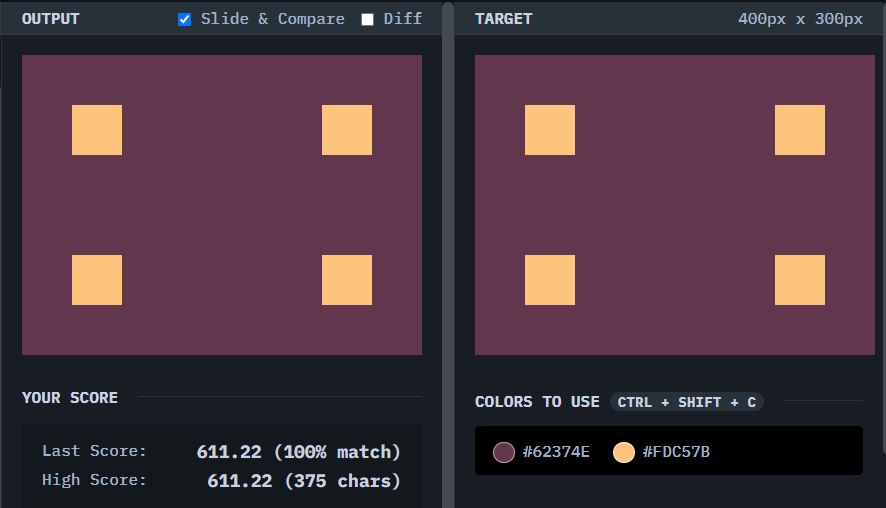 OUTPUT Slide & Compare Diff
YOUR SCORE
Last Score: 611.22 (100% match)
High Score: 611.22 (375 chars)
TARGET 400px x 300px
COLORS TO USE CTRL + SHIFT + C
#62374E #FDC57B